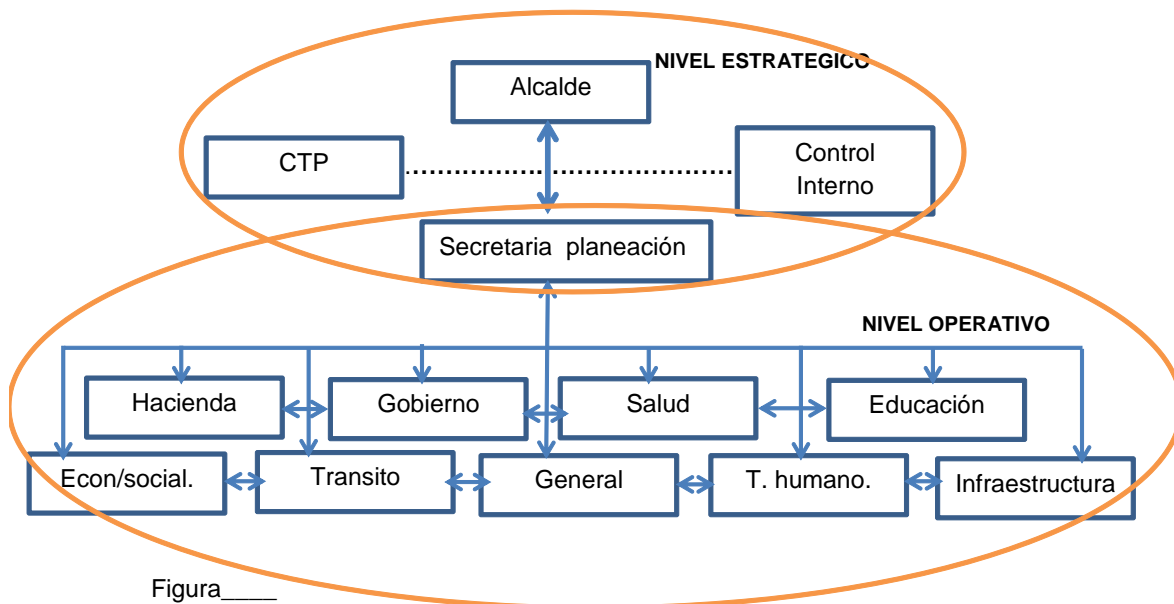 NIVEL ESTRATEGICO
Alcalde
CTP
Control
Interno
Secretaria planeación
NIVEL OPERATIVO
Hacienda
Gobierno
Salud
Educación
Econ/social.
Transito
General
T. humano.
Infraestructura
Figura____